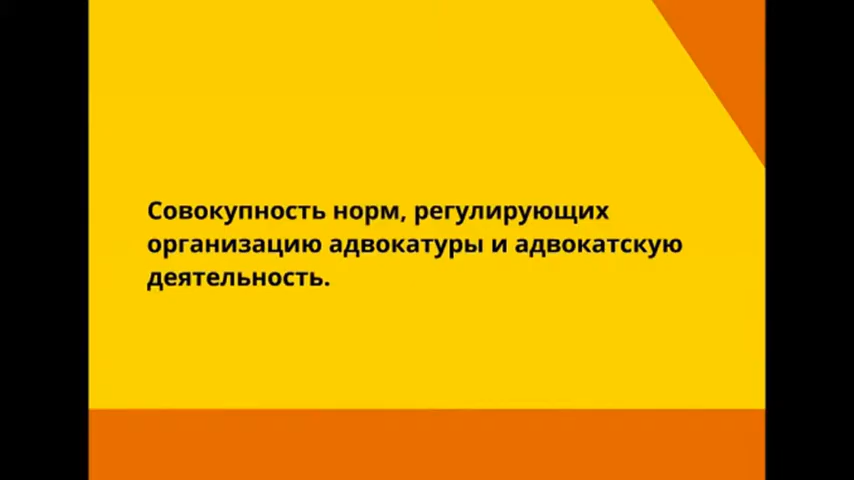 Совокупность норм, регулирующих
организацию адвокатуры и адвокатскую
деятельность.